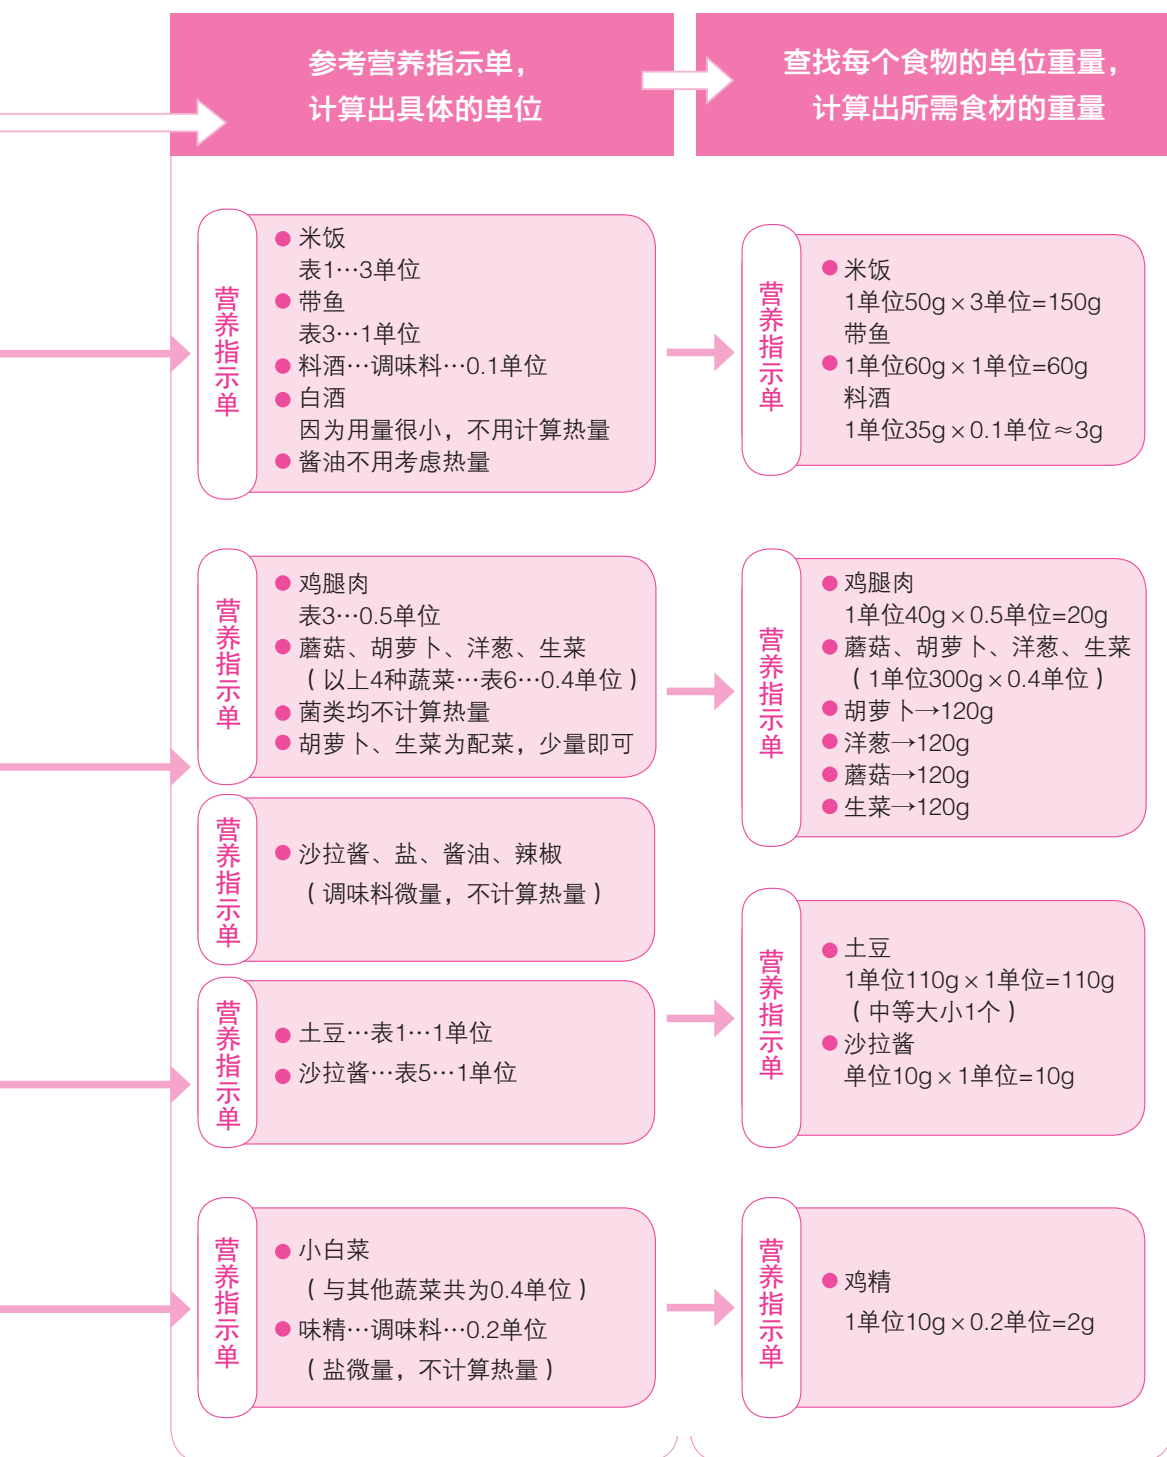 参考营养指示单，
计算出具体的单位
查找每个食物的单位重量，
计算出所需食材的重量
营养指示单
米饭
表1…3单位
带鱼
表3…1单位
料酒…调味料…0.1单位
白酒
因为用量很小，不用计算热量
酱油不用考虑热量
营养指示单
米饭
1单位50g×3单位=150g
带鱼
1单位60g×1单位=60g
料酒
1单位35g×0.1单位≈3g
营养指示单
鸡腿肉
表3…0.5单位
蘑菇、胡萝卜、洋葱、生菜
（以上4种蔬菜…表6…0.4单位）
菌类均不计算热量
胡萝卜、生菜为配菜，少量即可
营养指示单
鸡腿肉
1单位40g×0.5单位=20g
蘑菇、胡萝卜、洋葱、生菜
（1单位300g×0.4单位）
胡萝卜→120g
洋葱→120g
蘑菇→120g
生菜→120g
营养指示单
沙拉酱、盐、酱油、辣椒
（调味料微量，不计算热量）
营养指示单
土豆…表1…1单位
沙拉酱…表5…1单位
营养指示单
土豆
1单位110g×1单位=110g
（中等大小1个）
沙拉酱
单位10g×1单位=10g
营养指示单
小白菜
（与其他蔬菜共为0.4单位）
味精…调味料…0.2单位
（盐微量，不计算热量）
营养指示单
鸡精
1单位10g×0.2单位=2g